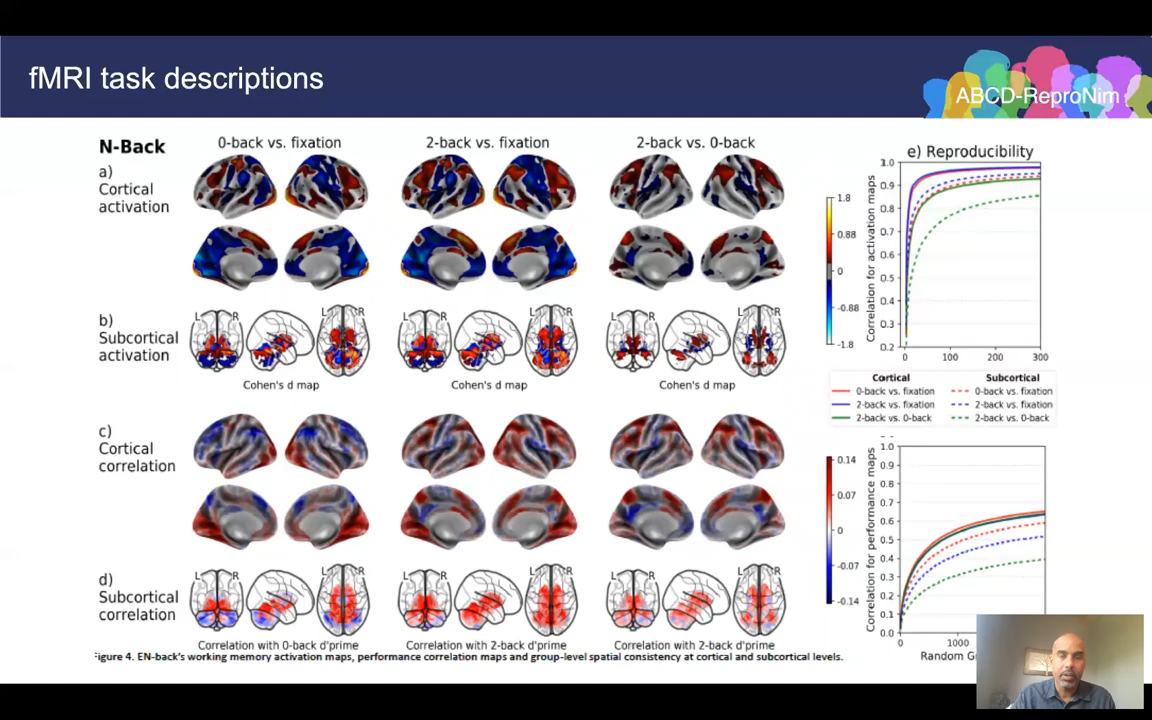 fMRI task descriptions
ABCD-ReproNim
N-Back
0-back vs. fixation
2-back vs. fixation
2-back vs. 0-back
a)
Cortical
activation
b)
Subcortical
activation
L R
L R
L R
L R
L R
L R
Cohen's d map
Cohen's d map
Cohen's d map
1.8
0.88
0
-0.88
-1.8
c)
Cortical
correlation
d)
Subcortical
correlation
L R
L R
L R
L R
L R
L R
Correlation with 0-back d'prime
Correlation with 2-back d'prime
Correlation with 2-back d'prime
0.14
0.07
0
-0.07
-0.14
e) Reproducibility
Correlation for activation maps
1.0
0.9
0.8
0.7
0.6
0.5
0.4
0.3
0.2
0 100 200 300
Cortical Subcortical
0-back vs. fixation 0-back vs. fixation
2-back vs. fixation 2-back vs. fixation
2-back vs. 0-back 2-back vs. 0-back
Correlation for performance maps
0.9
0.8
0.7
0.6
0.5
0.4
0.3
0.2
0.1
0.0
0 1000
Random
Figure 4. EN-back's working memory activation maps, performance correlation maps and group-level spatial consistency at cortical and subcortical levels.